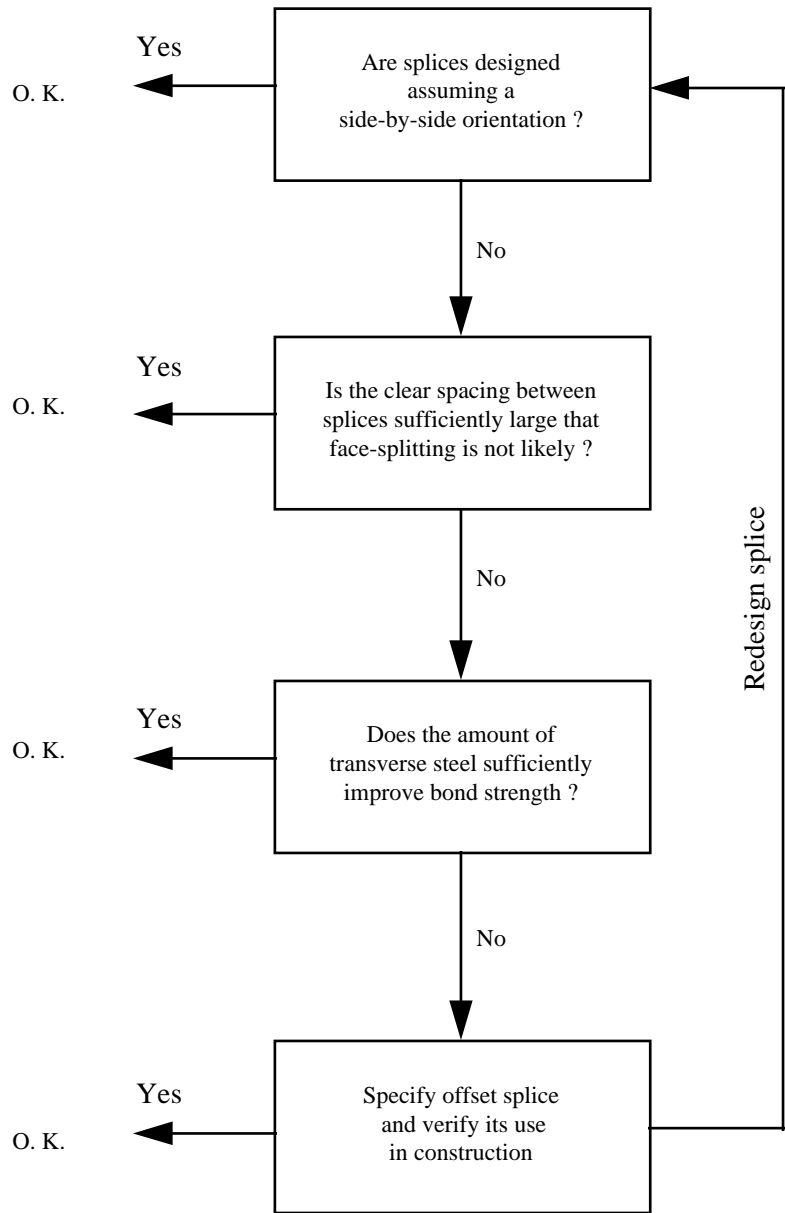 Yes
O. K.
Are splices designed
assuming a
side-by-side orientation ?
No
Yes
O. K.
Is the clear spacing between
splices sufficiently large that
face-splitting is not likely ?
No
Redesign splice
Yes
O. K.
Does the amount of
tranverse steel sufficiently
improve bond strength ?
No
Yes
O. K.
Specify offset splice
and verify its use
in construction